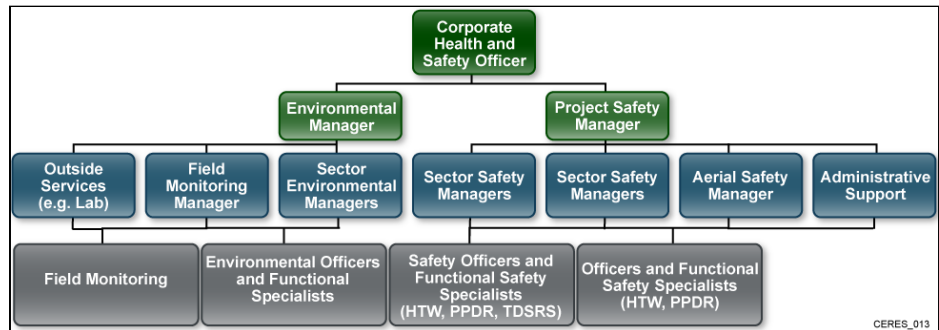 Corporate
Health and
Safety Officer
Environmental
Manager
Project Safety
Manager
Outside
Services
(e.g. Lab)
Field
Monitoring
Manager
Sector
Environmental
Managers
Sector Safety
Managers
Sector Safety
Managers
Aerial Safety
Manager
Administrative
Support
Field Monitoring
Environmental Officers
and Functional
Specialists
Safety Officers and
Functional Safety
Specialists
(HTW, PPDR, TDSRS)
Officers and Functional
Safety Specialists
(HTW, PPDR)
CERES_013